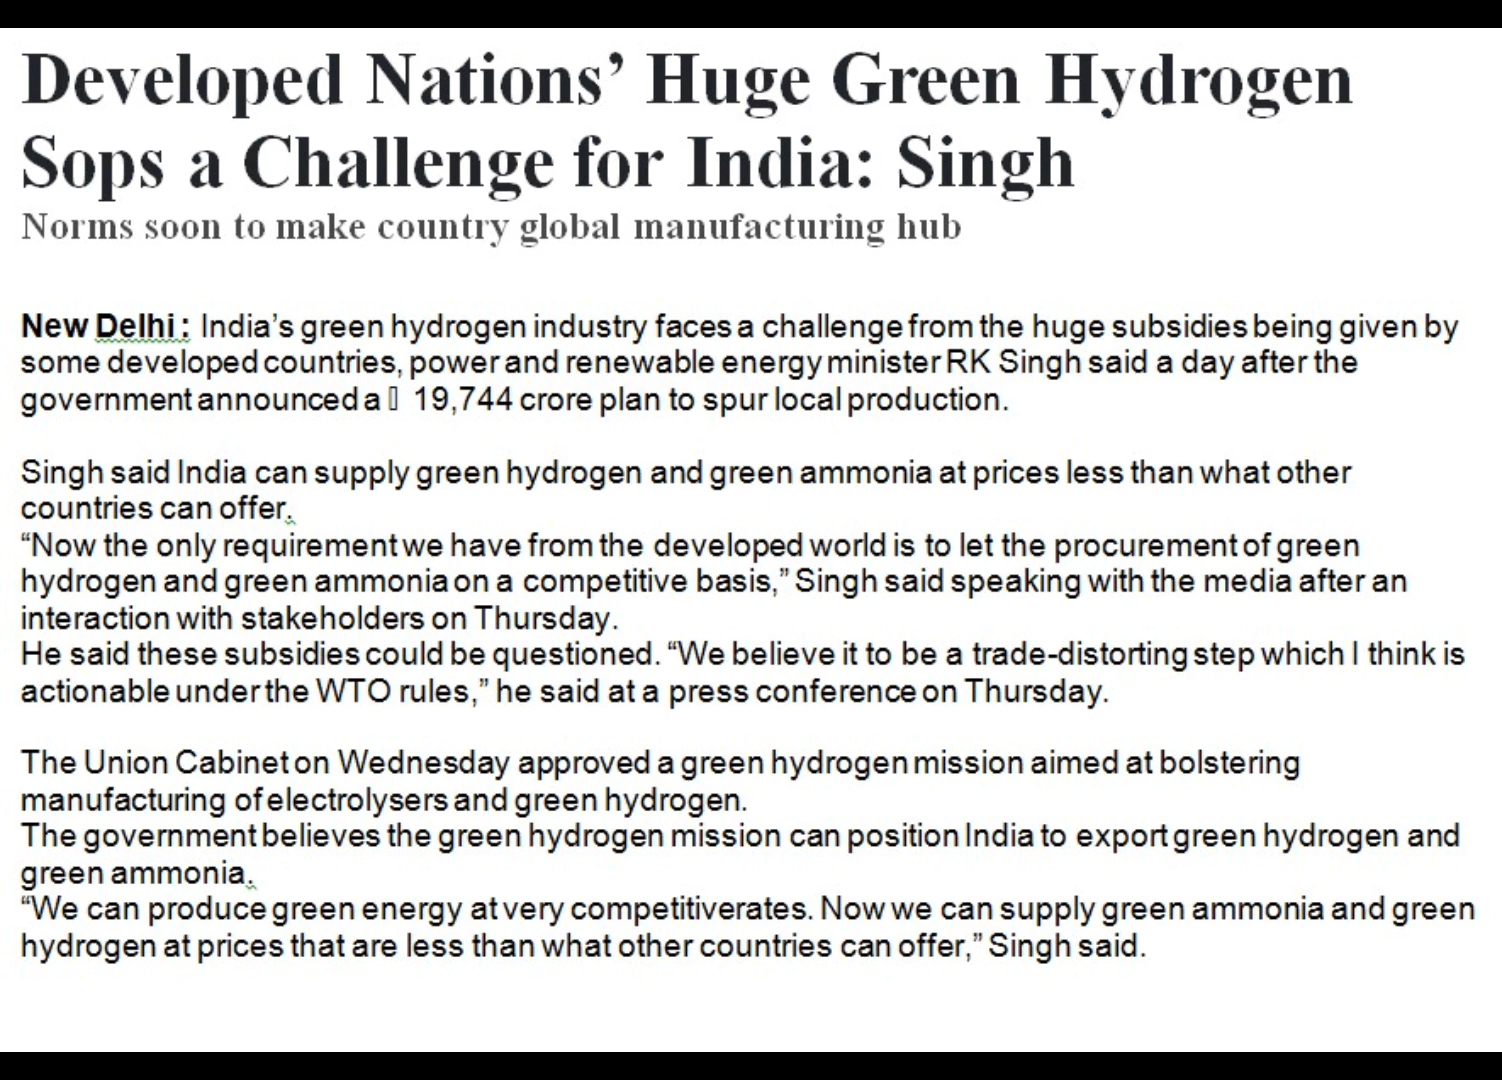 Developed Nations’ Huge Green Hydrogen
Sops a Challenge for India: Singh
Norms soon to make country global manufacturing hub
New Delhi : India’s green hydrogen industry faces a challenge from the huge subsidies being given by
some developed countries, power and renewable energy minister RK Singh said a day after the
government announced a ▯ 19,744 crore plan to spur local production.
Singh said India can supply green hydrogen and green ammonia at prices less than what other
countries can offer.
“Now the only requirement we have from the developed world is to let the procurement of green
hydrogen and green ammonia on a competitive basis,” Singh said speaking with the media after an
interaction with stakeholders on Thursday.
He said these subsidies could be questioned. “We believe it to be a trade-distorting step which I think is
actionable under the WTO rules,” he said at a press conference on Thursday.
The Union Cabinet on Wednesday approved a green hydrogen mission aimed at bolstering
manufacturing of electrolysers and green hydrogen.
The government believes the green hydrogen mission can position India to export green hydrogen and
green ammonia.
“We can produce green energy at very competitive rates. Now we can supply green ammonia and green
hydrogen at prices that are less than what other countries can offer,” Singh said.